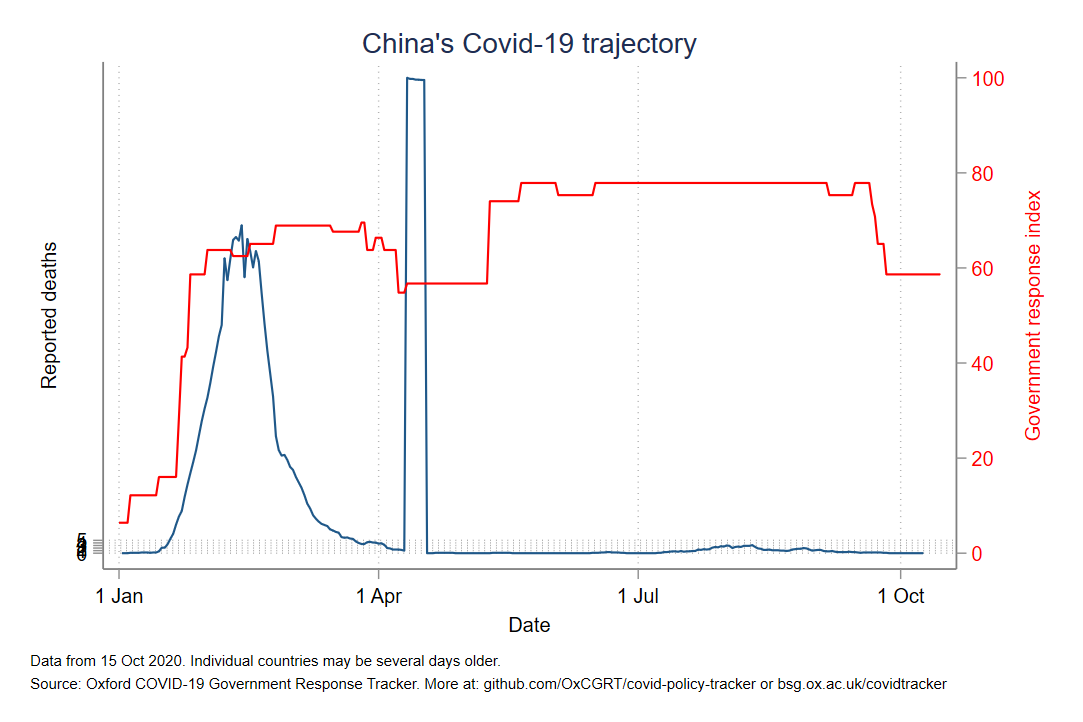 China's Covid-19 trajectory
Reported deaths
5
0
100
80
60
40
20
0
Government response index
1 Jan
1 Apr
1 Jul
1 Oct
Date
Data from 15 Oct 2020. Individual countries may be several days older.
Source: Oxford COVID-19 Government Response Tracker. More at: github.com/OxCGRT/covid-policy-tracker or bsg.ox.ac.uk/covidtracker